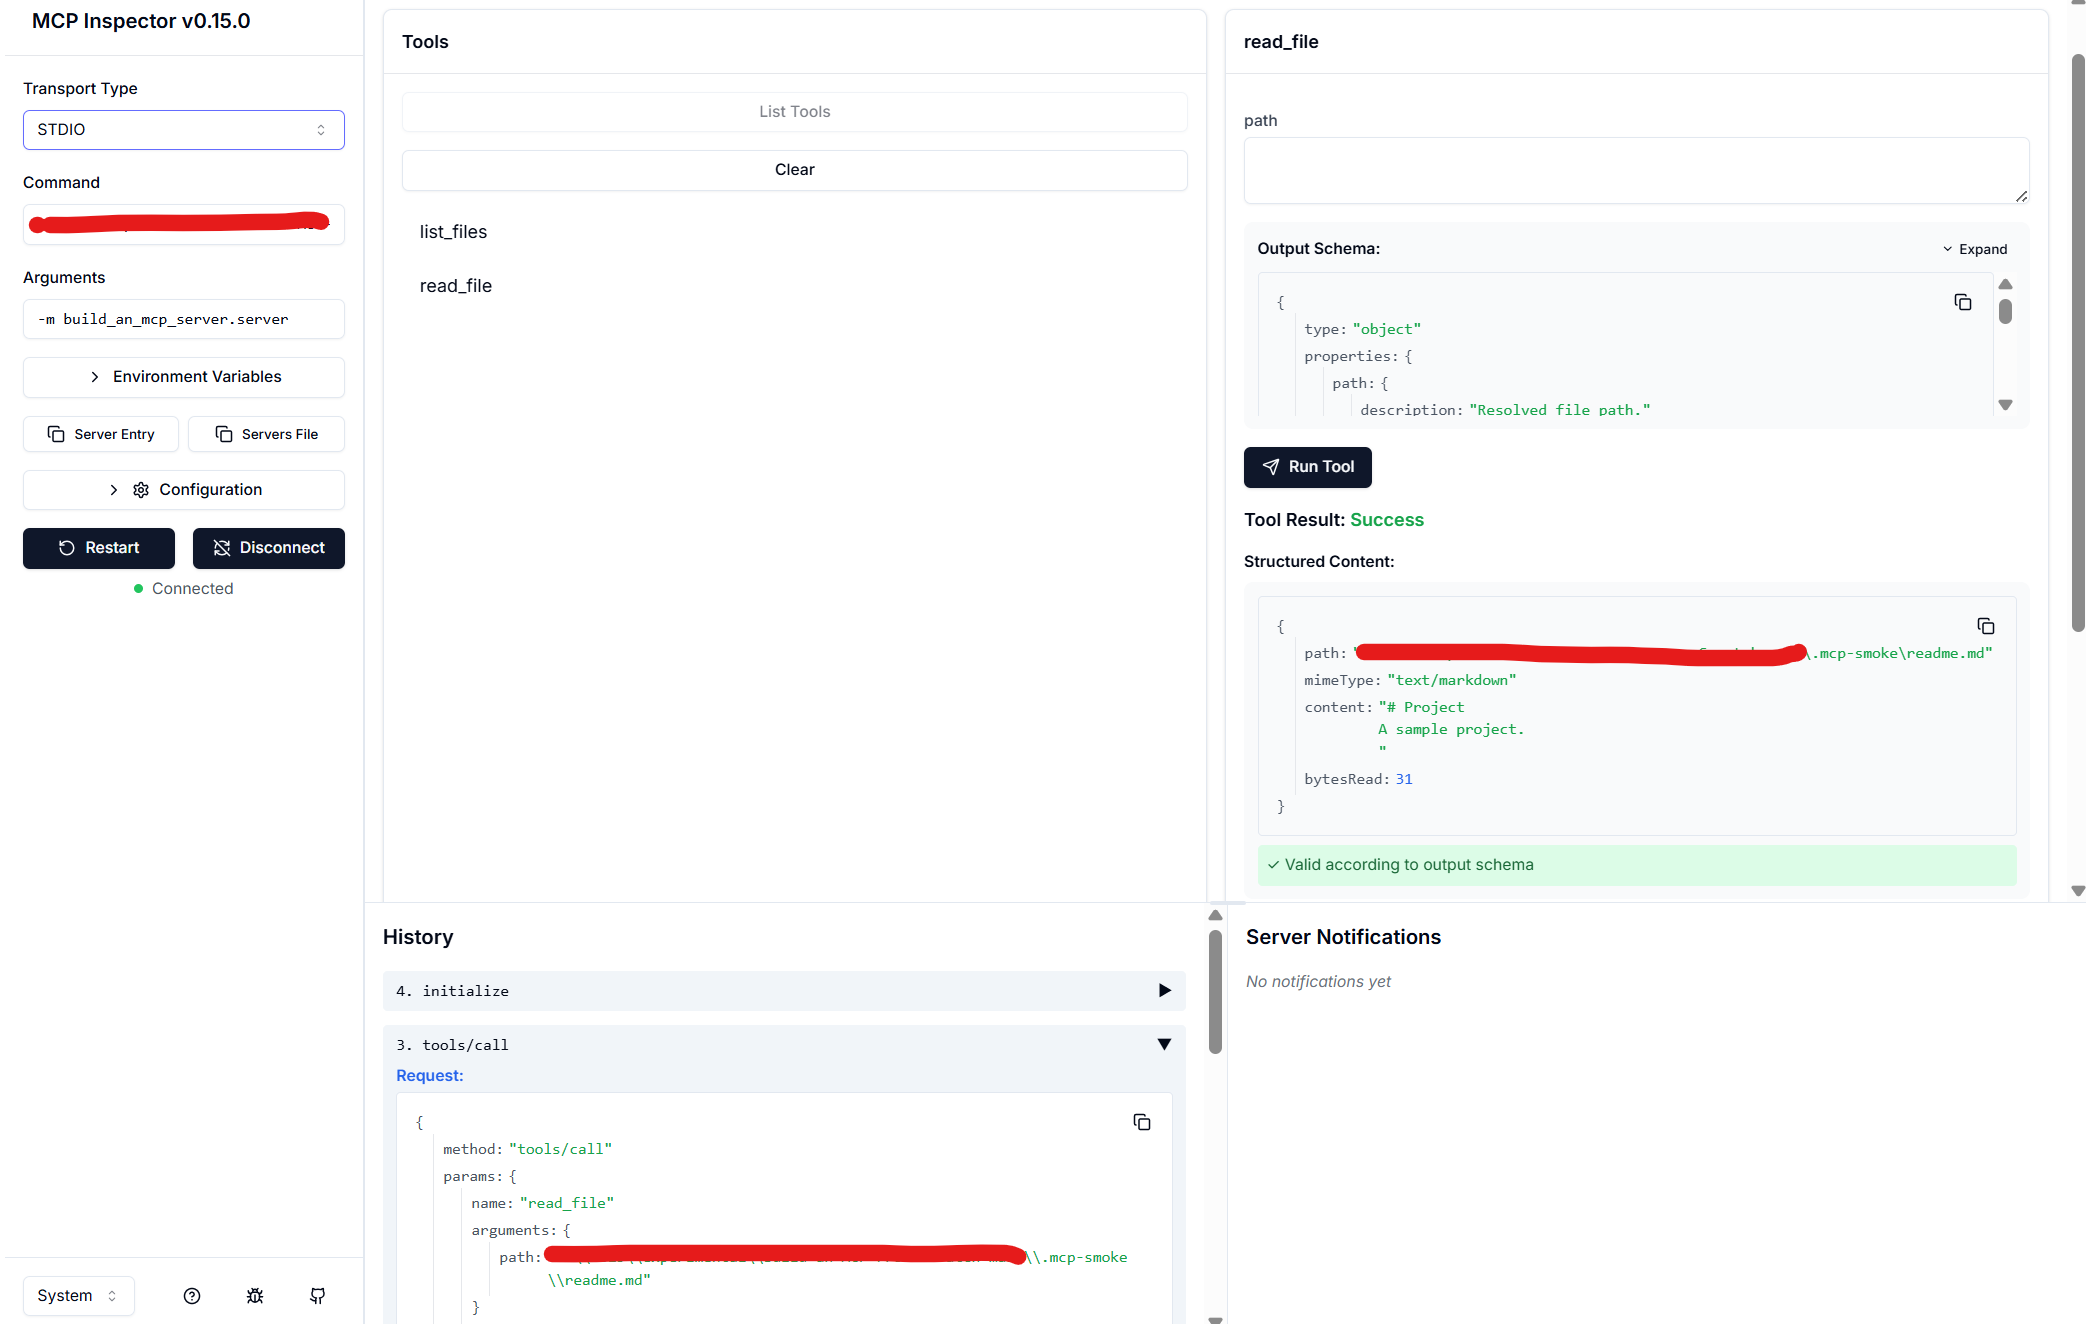 MCP Inspector v0.15.0
Transport Type
STDIO
Command
Arguments
-m build_an_mcp_server.server
Environment Variables
Server Entry
Servers File
Configuration
Restart
Disconnect
Connected
System
Tools
List Tools
Clear
list_files
read_file
read_file
path
Output Schema:
Expand
{
type: "object"
properties: {
path: {
description: "Resolved file path."
Run Tool
Tool Result: Success
Structured Content:
{
path: "\.mcp-smoke\readme.md"
mimeType: "text/markdown"
content: "# Project
A sample project.
"
bytesRead: 31
}
✓ Valid according to output schema
History
4. initialize
3. tools/call
Request:
{
method: "tools/call"
params: {
name: "read_file"
arguments: {
path: \\.mcp-smoke
\\readme.md"
}
Server Notifications
No notifications yet